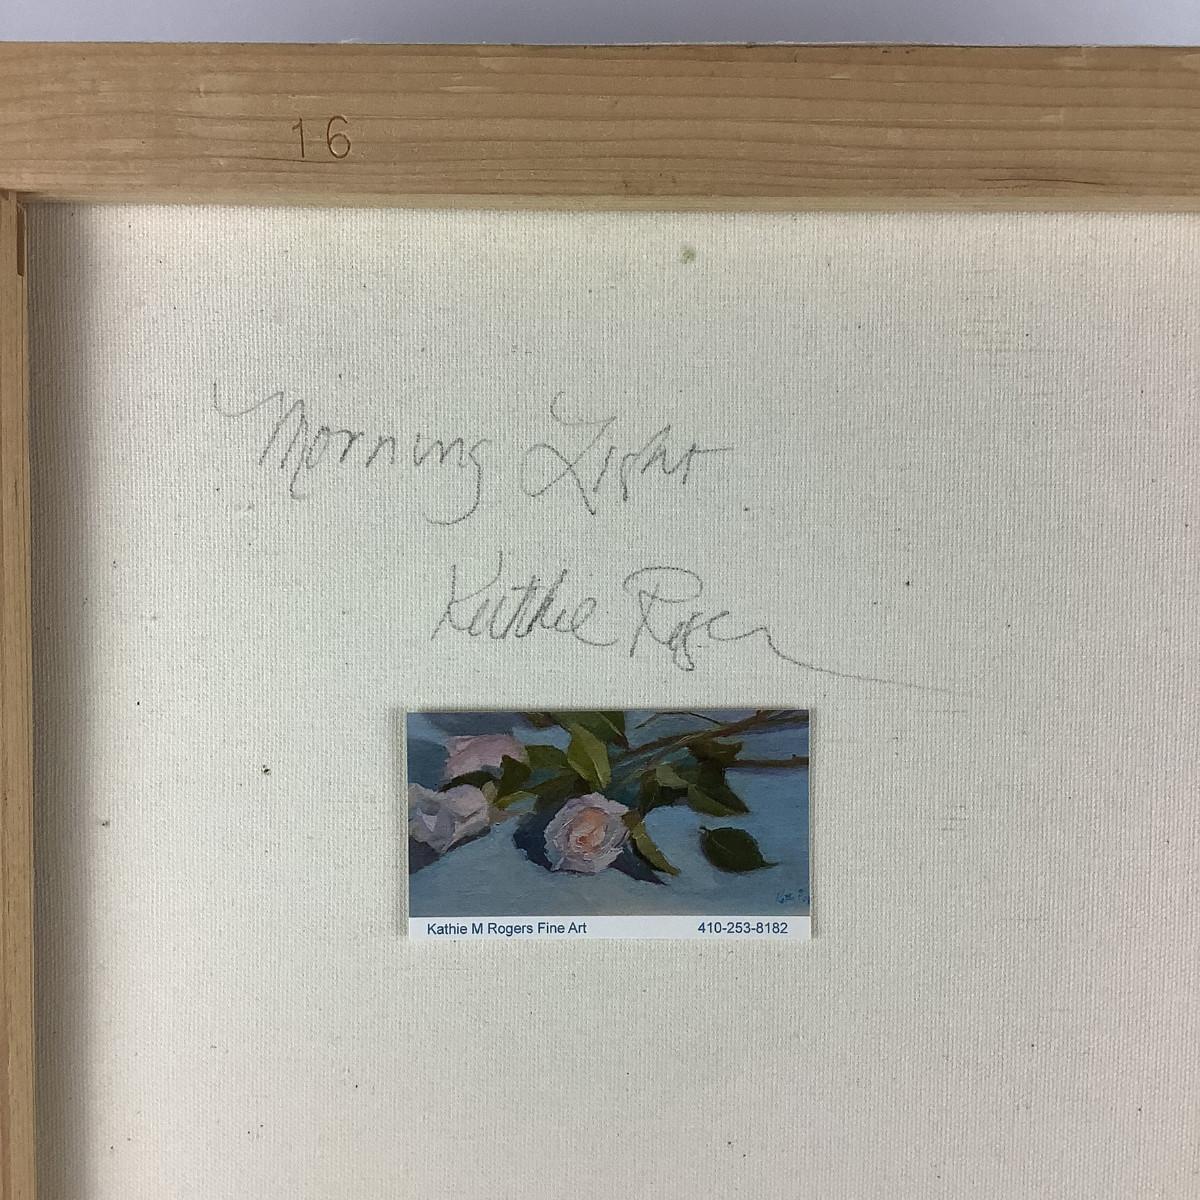 16
Morning Light
Kathie Rogers
Kathie M Rogers Fine Art 410-253-8182